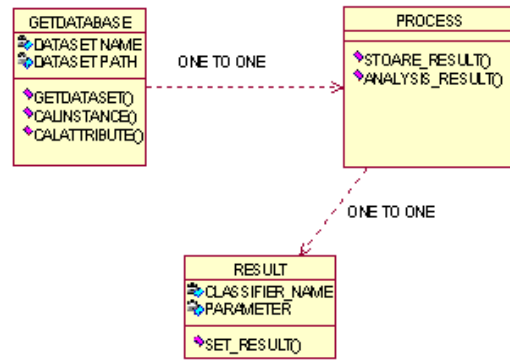 GETDATABASE
DATASET NAME
DATASET PATH
GETDATASET()
CALINSTANCE()
CALATTRIBUTE()
ONE TO ONE
PROCESS
STOARE_RESULT()
ANALYSIS_RESULT()
ONE TO ONE
RESULT
CLASSIFIER_NAME
PARAMETER
SET_RESULT()